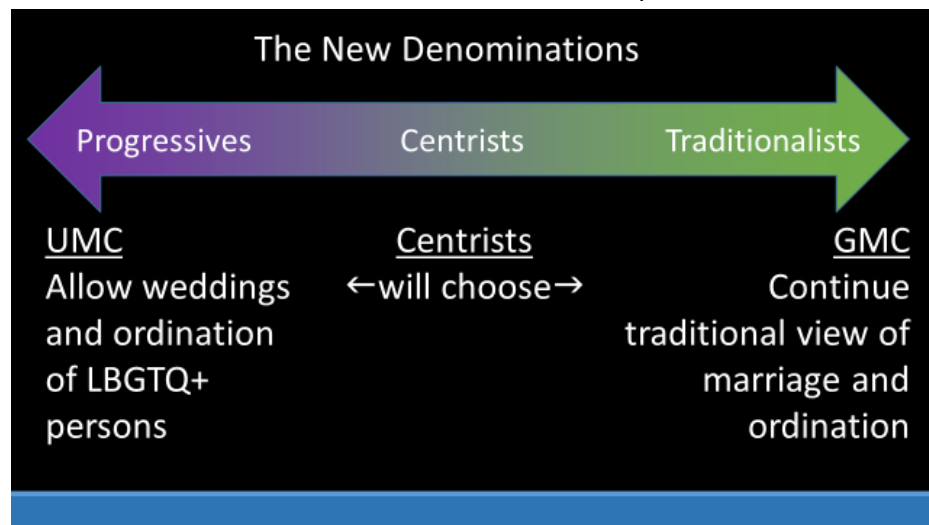 The New Denominations
Progressives
Centrists
Traditionalists
UMC
Allow weddings
and ordination
of LBGTQ+
persons
Centrists
←will choose→
GMC
Continue
traditional view of
marriage and
ordination